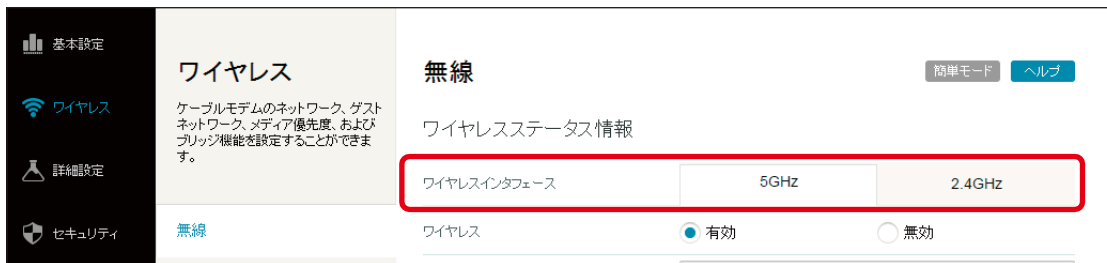 基本設定
ワイヤレス
詳細設定
セキュリティ
ワイヤレス
ケーブルモデムのネットワーク、ゲスト
ネットワーク、メディア優先度、および
ブリッジ機能を設定することができま
す。
無線
無線
簡単モード ヘルプ
ワイヤレスステータス情報
ワイヤレスインタフェース 5GHz 2.4GHz
ワイヤレス 有効 無効